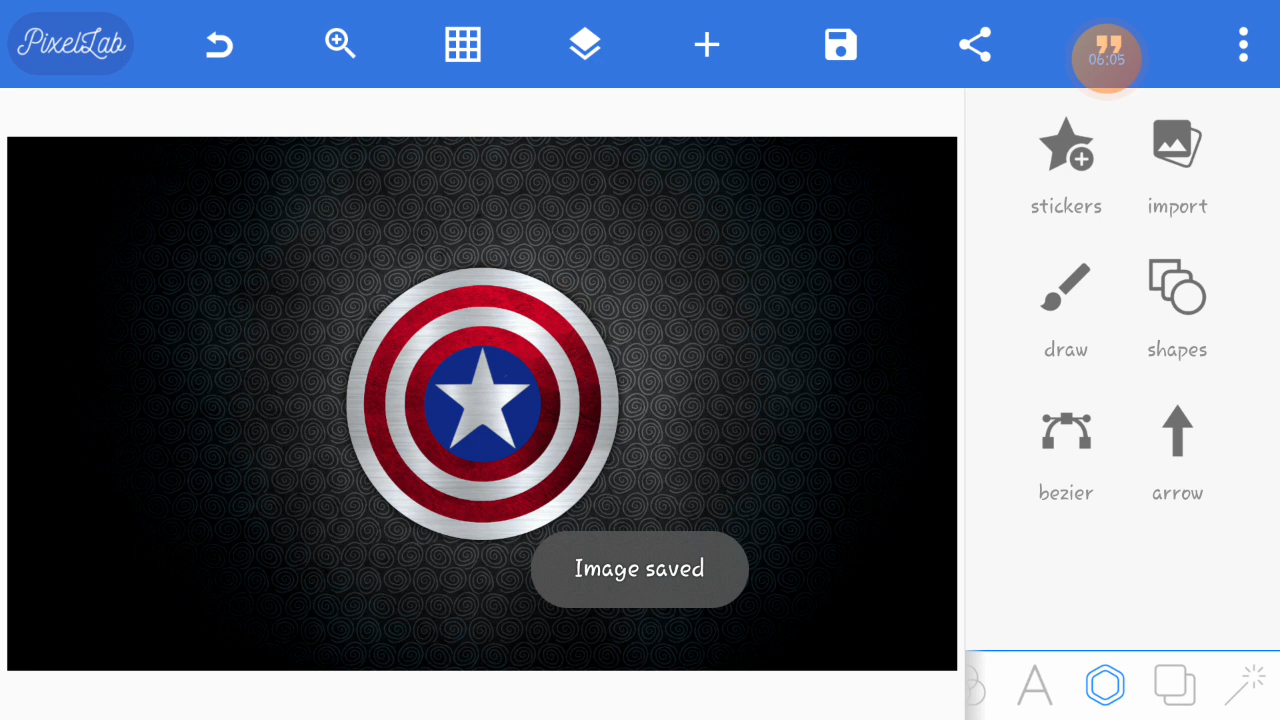 PixelLab
06:05
stickers
import
draw
shapes
bezier
arrow
Image saved